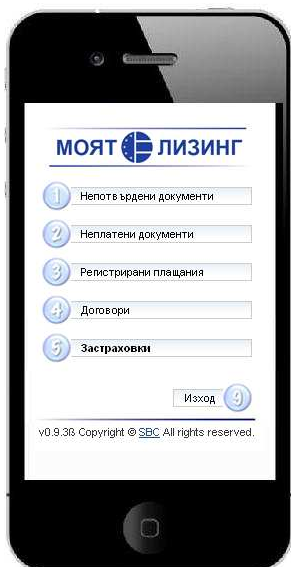 МОЯТ ЛИЗИНГ
1 Непотвърдени документи
2 Неплатени документи
3 Регистрирани плащания
4 Договори
5 Застраховки
Изход 9
v0.9.3ß Copyright © SBC All rights reserved.